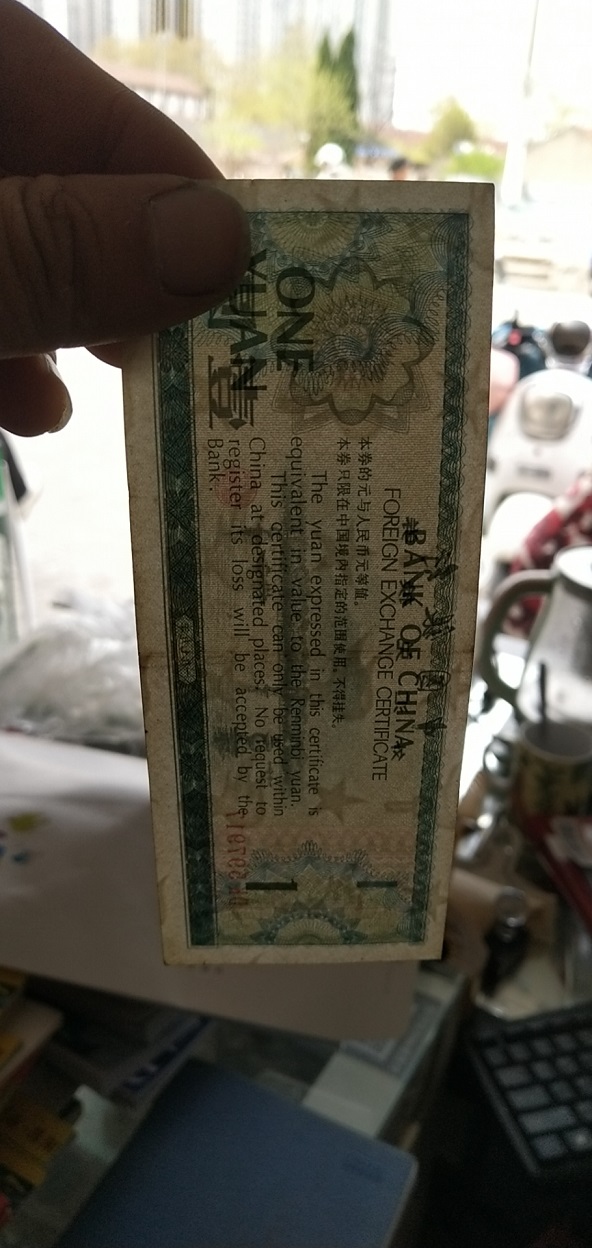 BANK OF CHINA
FOREIGN EXCHANGE CERTIFICATE
本券的元与人民币元等值。
本券只限在中国境内指定的范围使用，不得挂失。
The yuan expressed in this certificate is
equivalent in value to the Renminbi yuan.
This certificate can only be used within
China at designated places. No request to
register its loss will be accepted by the
Bank.
ONE
YUAN
1
1